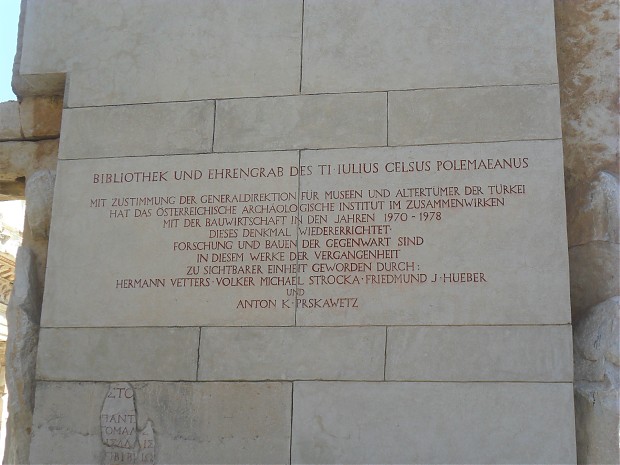 BIBLIOTHEK UND EHRENGRAB DES TI IULIUS CELSUS POLEMAEANUS
MIT ZUSTIMMUNG DER GENERALDIREKTION FÜR MUSEEN UND ALTERTÜMER DER TÜRKEI
HAT DAS ÖSTERREICHISCHE ARCHAOLOGISCHE INSTITUT IM ZUSAMMENWIRKEN
MIT DER BAUWIRTSCHAFT IN DEN JAHREN 1970 - 1978
DIESES DENKMAL WIEDERERRICHTET·
FORSCHUNG UND BAUEN DER GEGENWART SIND
IN DIESEM WERKE DER VERGANGENHEIT
ZU SICHTBARER EINHEIT GEWORDEN DURCH:
HERMANN VETTERS · VOLKER MICHAEL STROCKA · FRIEDMUND J · HUEBER
UND
ANTON K · PRSKAWETZ